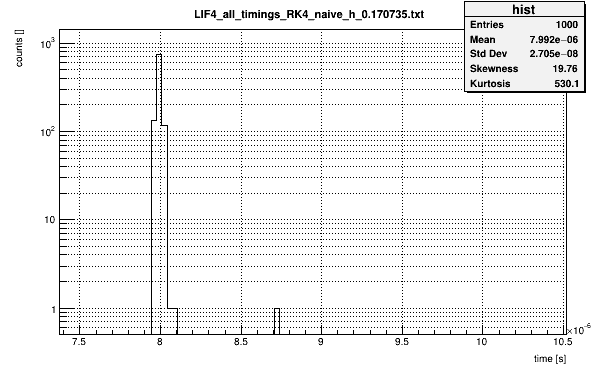 LIF4_all_timings_RK4_naive_h_0.170735.txt
hist
Entries 1000
Mean 7.992e−06
Std Dev 2.705e−08
Skewness 19.76
Kurtosis 530.1
counts []
10³
10²
10
1
7.5 8 8.5 9 9.5 10 10.5
×10⁻⁶
time [s]